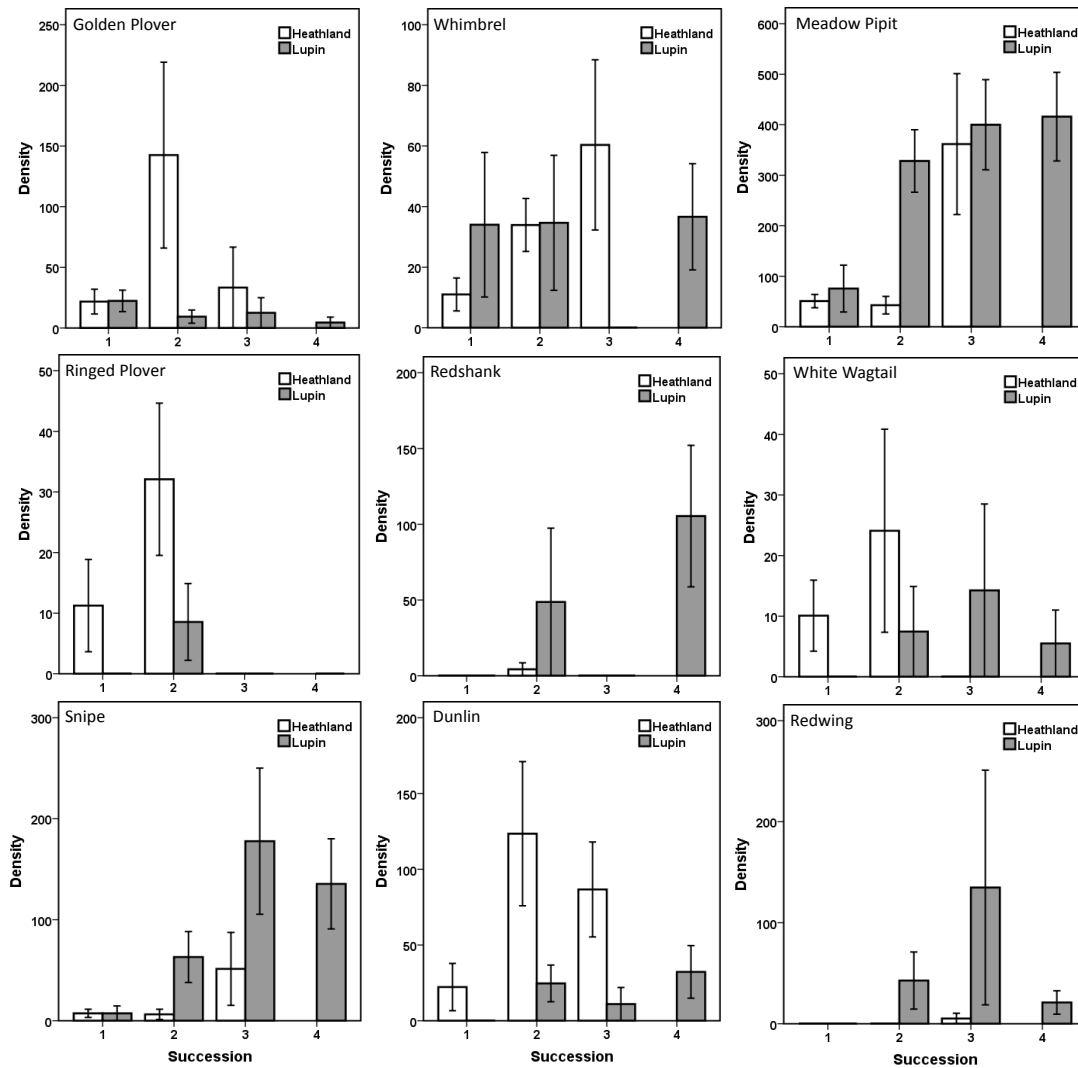 Golden Plover
Heathland
Lupin
Density
250
200
150
100
50
0
1 2 3 4
Whimbrel
Heathland
Lupin
Density
100
80
60
40
20
0
1 2 3 4
Meadow Pipit
Heathland
Lupin
Density
600
500
400
300
200
100
0
1 2 3 4
Ringed Plover
Heathland
Lupin
Density
50
40
30
20
10
0
1 2 3 4
Redshank
Heathland
Lupin
Density
200
150
100
50
0
1 2 3 4
White Wagtail
Heathland
Lupin
Density
50
40
30
20
10
0
1 2 3 4
Snipe
Heathland
Lupin
Density
300
200
100
0
1 2 3 4
Succession
Dunlin
Heathland
Lupin
Density
200
150
100
50
0
1 2 3 4
Succession
Redwing
Heathland
Lupin
Density
300
200
100
0
1 2 3 4
Succession